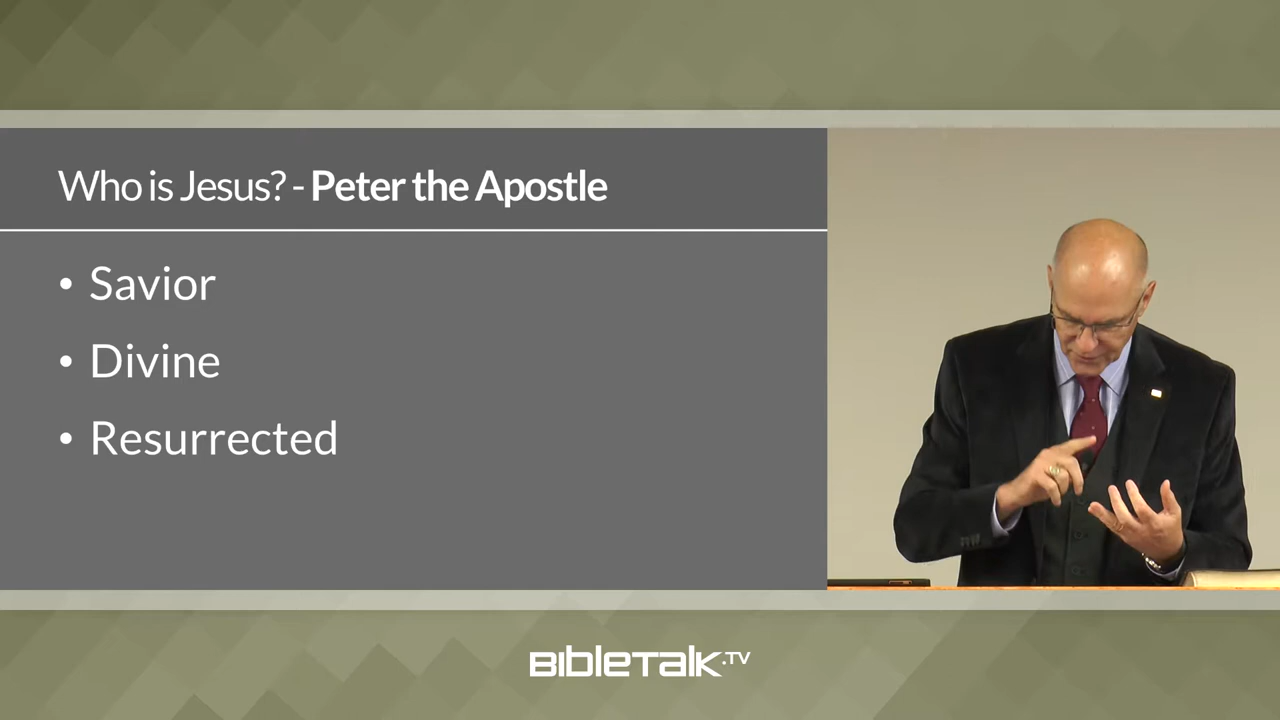 Who is Jesus? - Peter the Apostle
• Savior
• Divine
• Resurrected
BIBLETALK.TV